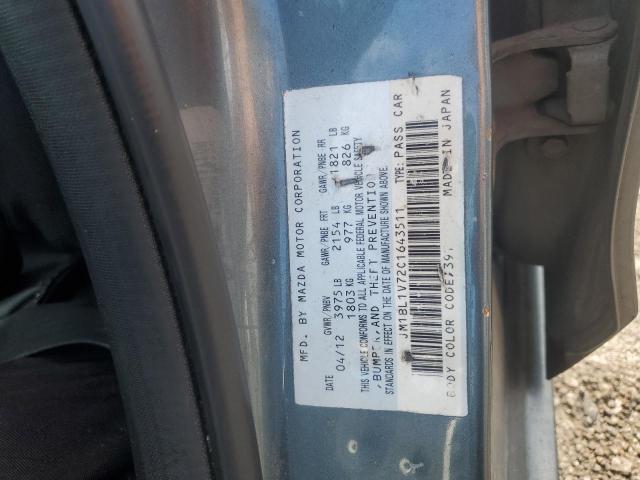 MFD. BY MAZDA MOTOR CORPORATION
DATE GVWR/PNBV GAWR/PNBE FRT GAWR/PNBE RR
04/12 3975 LB 2154 LB 1821 LB
1803 KG 977 KG 826 KG
THIS VEHICLE CONFORMS TO ALL APPLICABLE FEDERAL MOTOR VEHICLE SAFETY
, BUMPER, AND THEFT PREVENTIO
STANDARDS IN EFFECT ON THE DATE OF MANUFACTURE SHOWN ABOVE.
JM1BL1V72C1643511 TYPE: PASS CAR
BODY COLOR CODE: MADE IN JAPAN